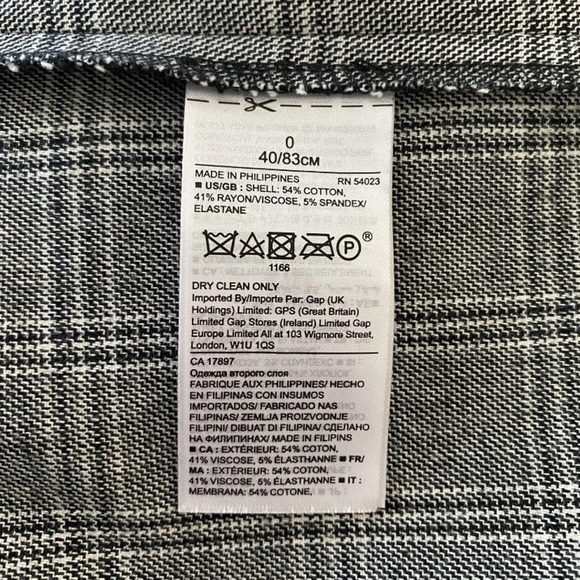 0
40/83CM
MADE IN PHILIPPINES RN 54023
■ US/GB : SHELL: 54% COTTON,
41% RAYON/VISCOSE, 5% SPANDEX/
ELASTANE
P ®
1166
DRY CLEAN ONLY
Imported By/Importe Par: Gap (UK
Holdings) Limited: GPS (Great Britain)
Limited Gap Stores (Ireland) Limited Gap
Europe Limited All at 103 Wigmore Street,
London, W1U 1QS
CA 17897
Одежда второго слоя
FABRIQUE AUX PHILIPPINES/ HECHO
EN FILIPINAS CON INSUMOS
IMPORTADOS/ FABRICADO NAS
FILIPINAS/ ZEMLJA PROIZVODNJE
FILIPINI/ DIBUAT DI FILIPINA/ СДЕЛАНО
НА ФИЛИПИНАХ/ MADE IN FILIPINS
■ CA : EXTÉRIEUR: 54% COTON,
41% VISCOSE, 5% ÉLASTHANNE ■ FR/
MA : EXTÉRIEUR: 54% COTON,
41% VISCOSE, 5% ÉLASTHANNE ■ IT :
MEMBRANA: 54% COTONE,